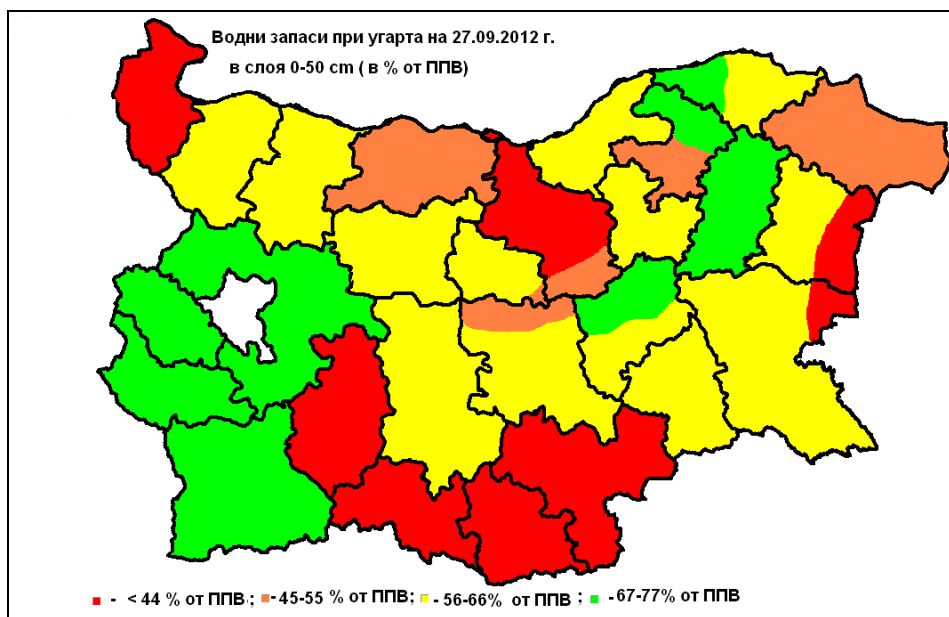 Водни запаси при угарта на 27.09.2012 г.
в слоя 0-50 cm ( в % от ППВ)
- < 44 % от ППВ ; - 45-55 % от ППВ; - 56-66% от ППВ ; - 67-77% от ППВ